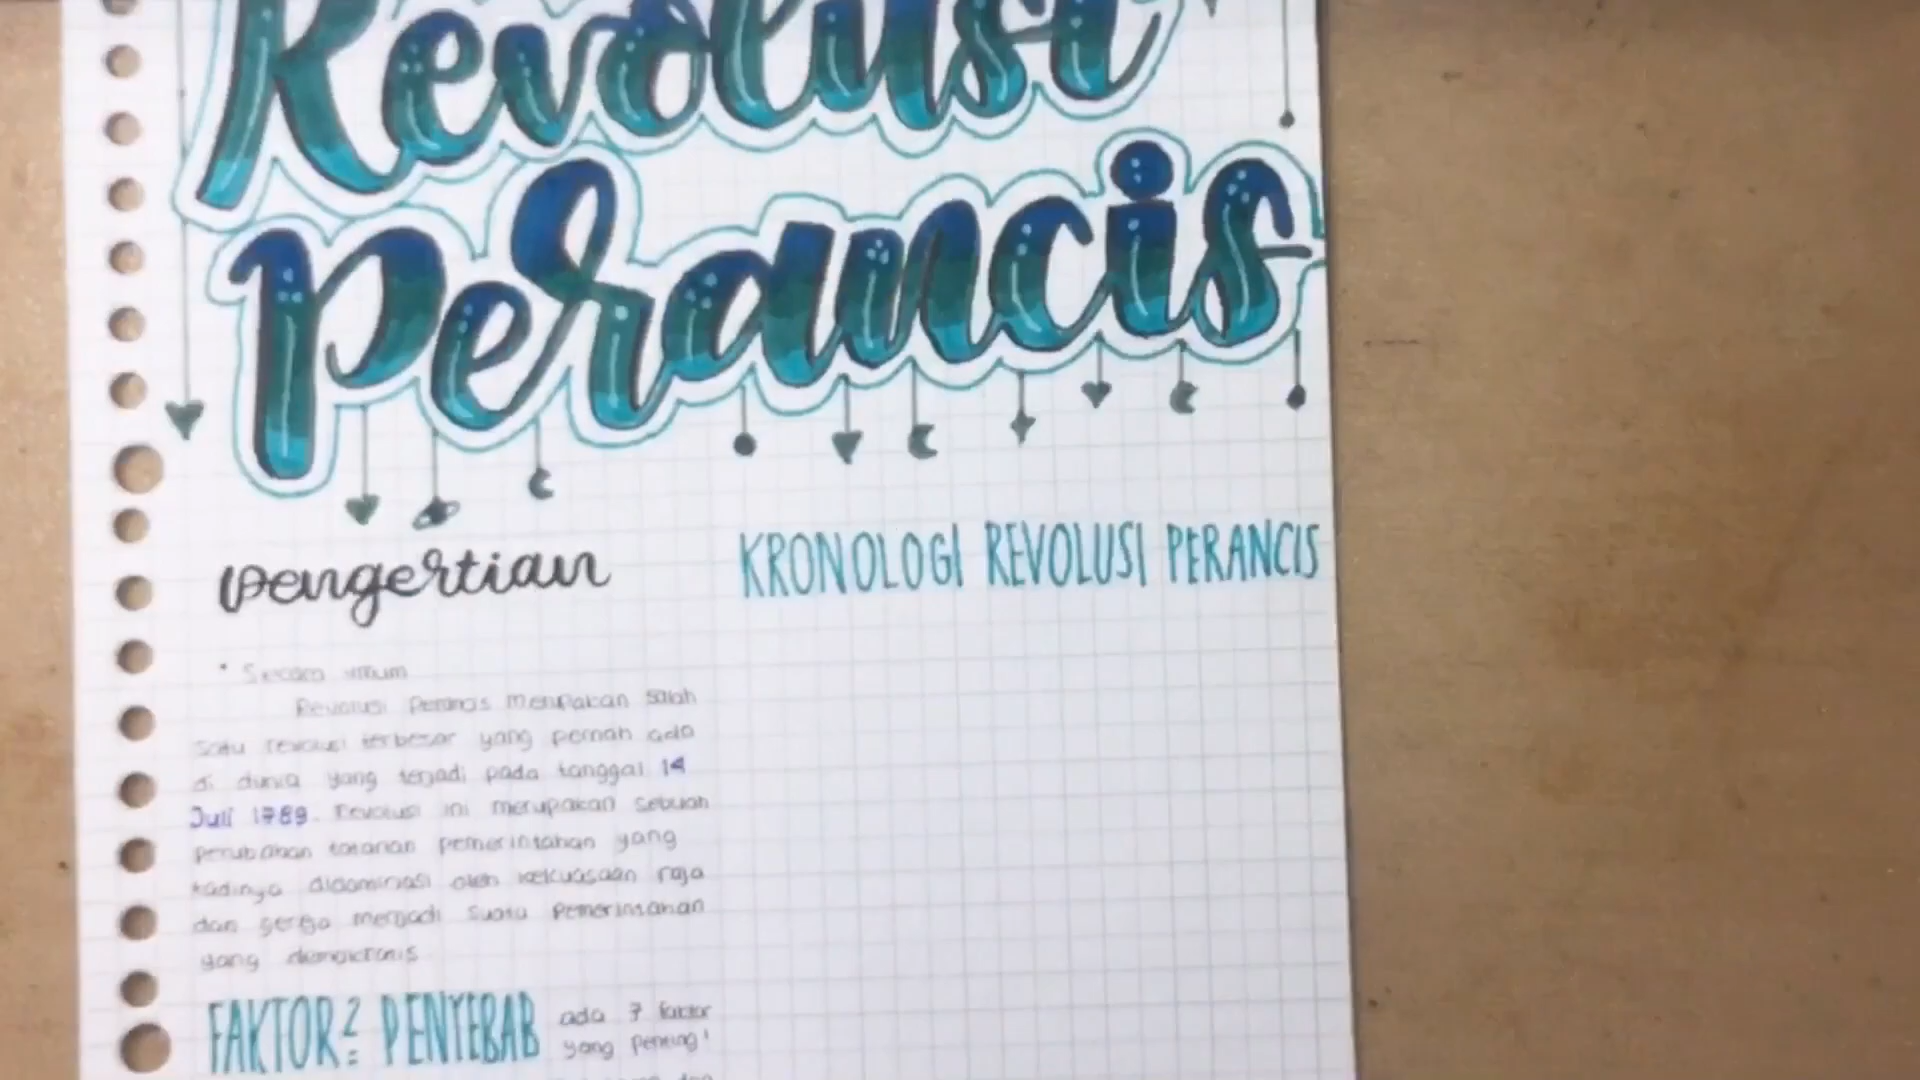 Revolusi
Perancis
pengertian
• Secara umum
Revolusi Perancis merupakan salah
satu revolusi terbesar yang pernah ada
di dunia yang terjadi pada tanggal 14
Juli 1789. Revolusi ini merupakan sebuah
perubahan tatanan pemerintahan yang
tadinya didominasi oleh kekuasaan raja
dan gereja menjadi suatu pemerintahan
yang demokratis
FAKTOR² PENYEBAB
ada 7 faktor
yang penting!
KRONOLOGI REVOLUSI PERANCIS